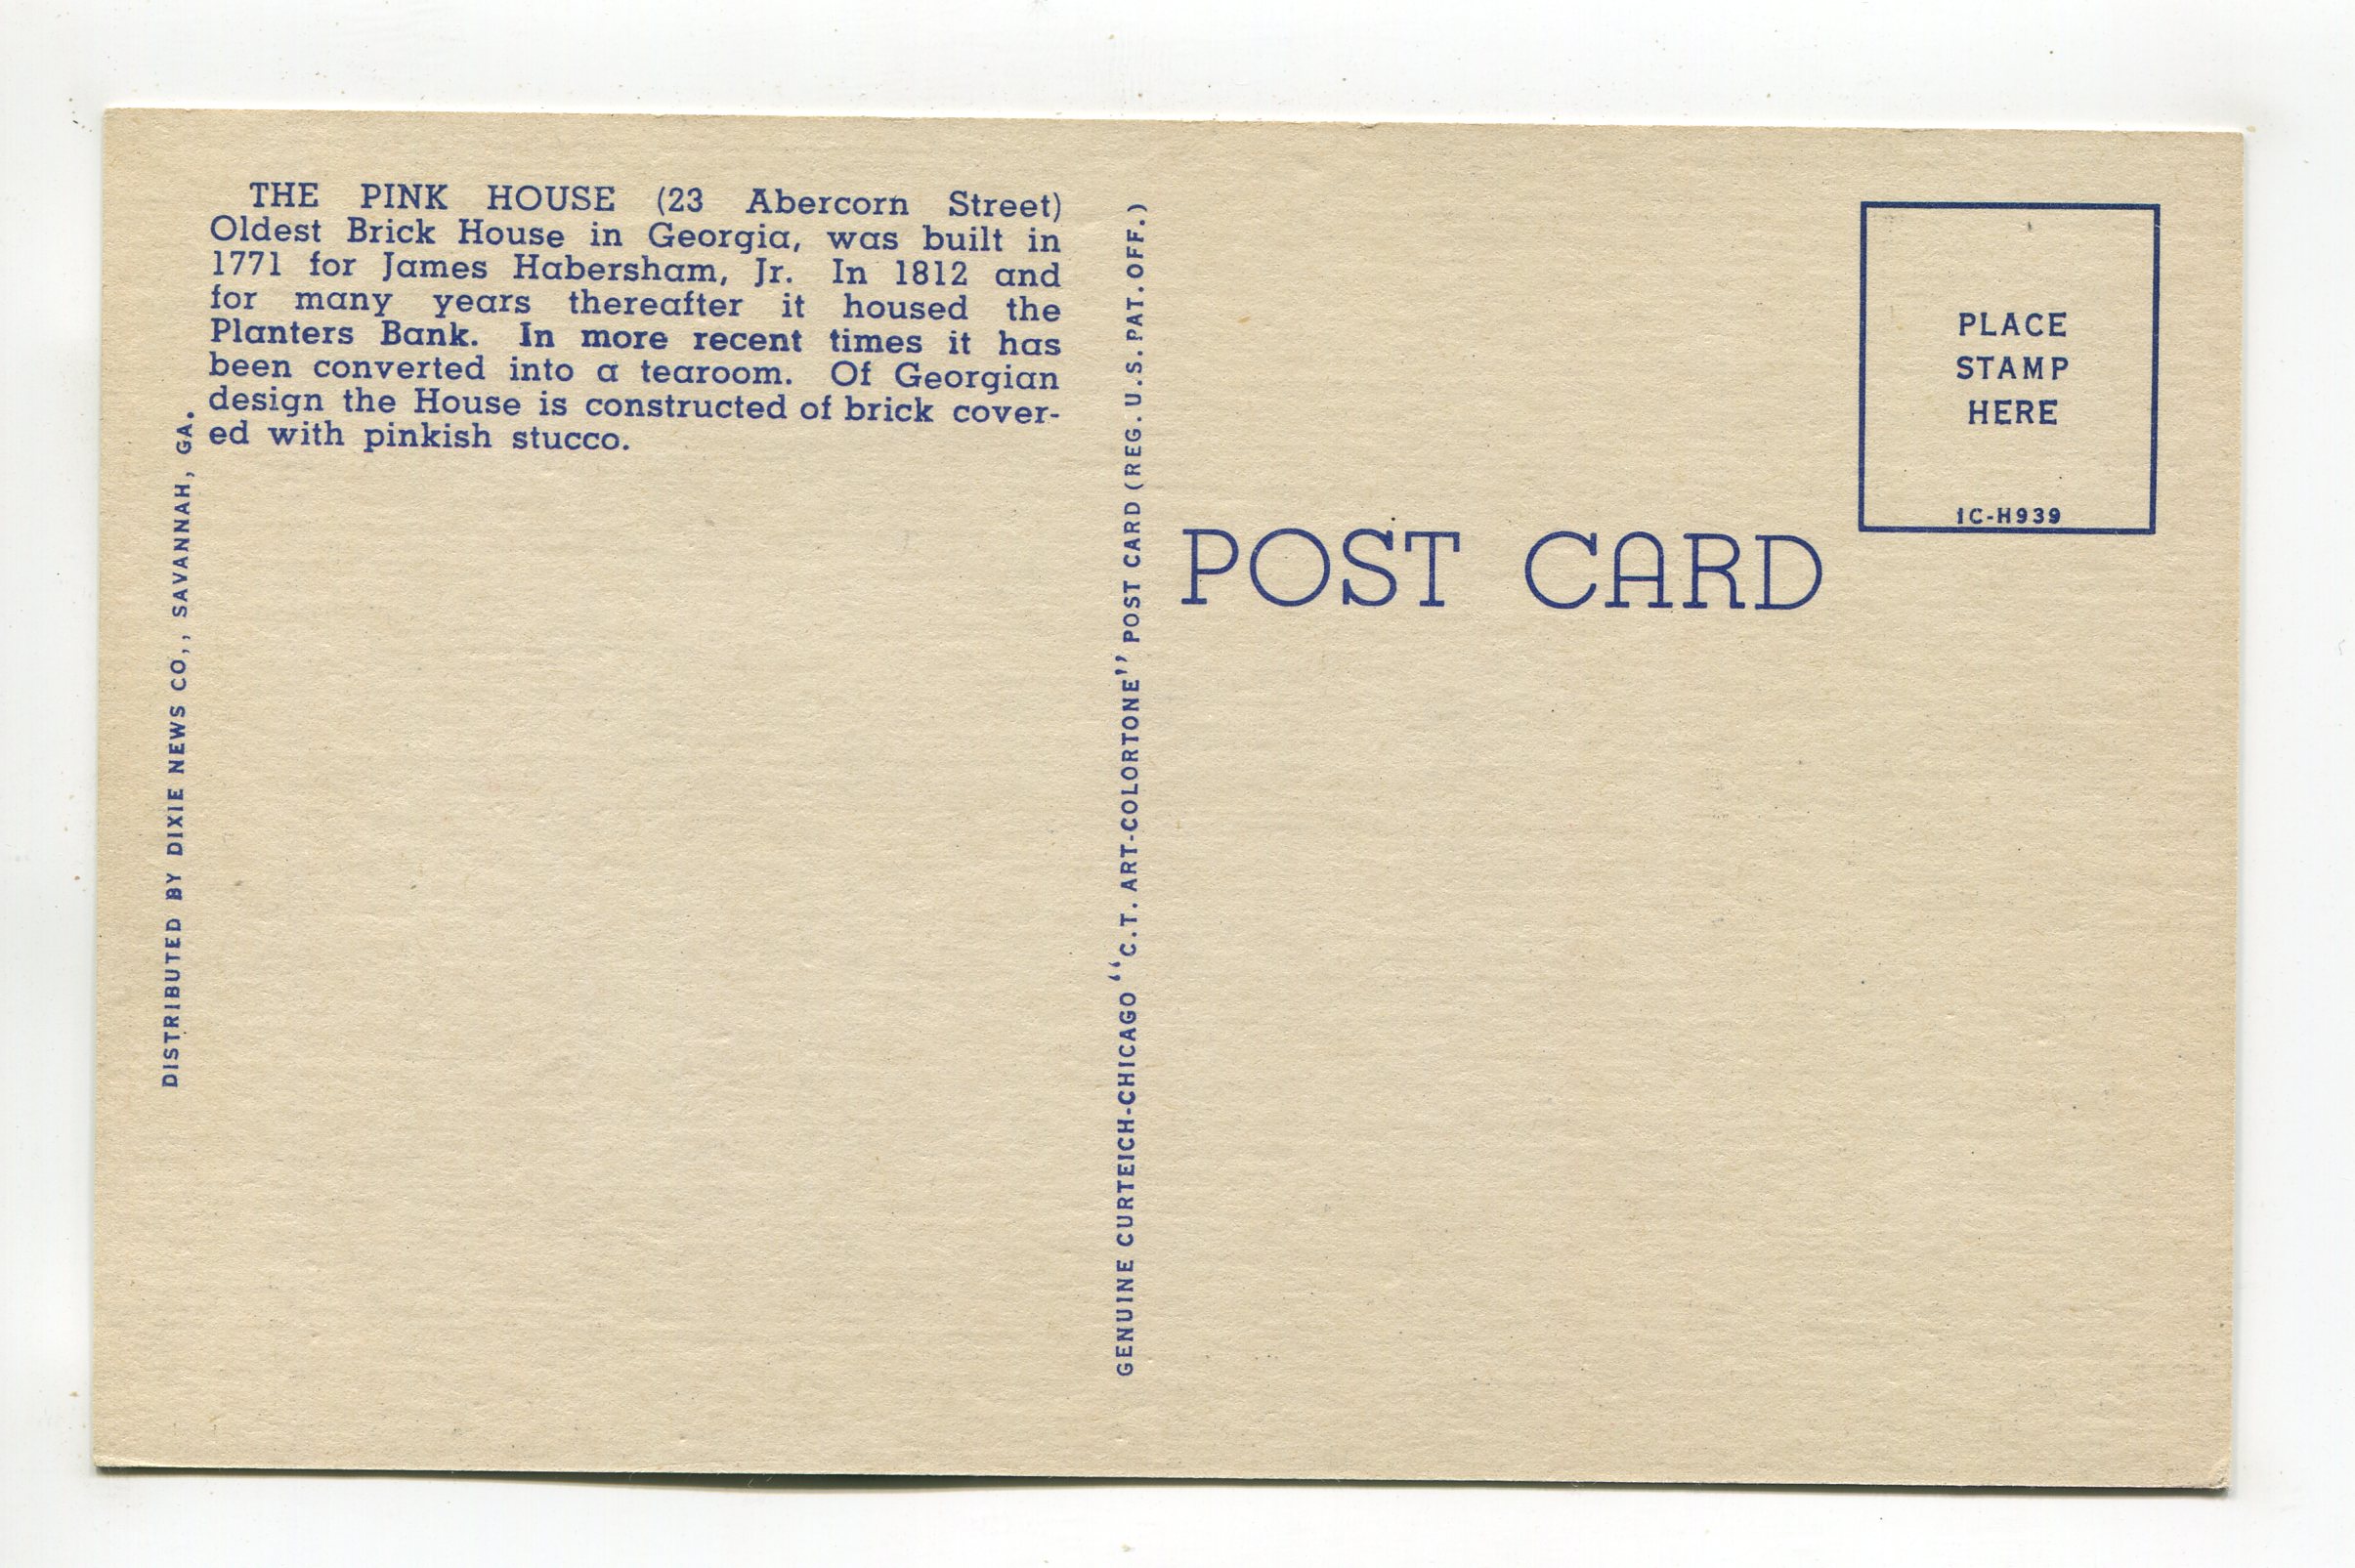 THE PINK HOUSE (23 Abercorn Street)
Oldest Brick House in Georgia, was built in
1771 for James Habersham, Jr. In 1812 and
for many years thereafter it housed the
Planters Bank. In more recent times it has
been converted into a tearoom. Of Georgian
design the House is constructed of brick cover-
ed with pinkish stucco.
DISTRIBUTED BY DIXIE NEWS CO., SAVANNAH, GA.
GENUINE CURTEICH-CHICAGO "C.T. ART-COLORTONE" POST CARD (REG. U.S. PAT. OFF.)
POST CARD
PLACE
STAMP
HERE
1C-H939